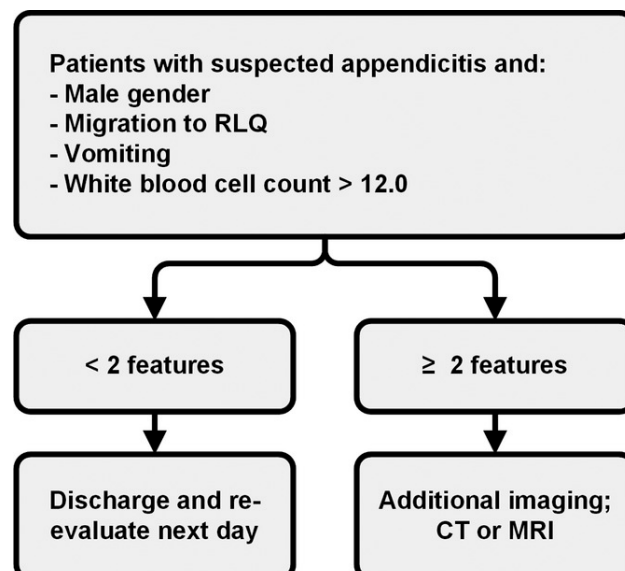 Patients with suspected appendicitis and:
- Male gender
- Migration to RLQ
- Vomiting
- White blood cell count > 12.0
< 2 features
≥ 2 features
Discharge and re-
evaluate next day
Additional imaging;
CT or MRI